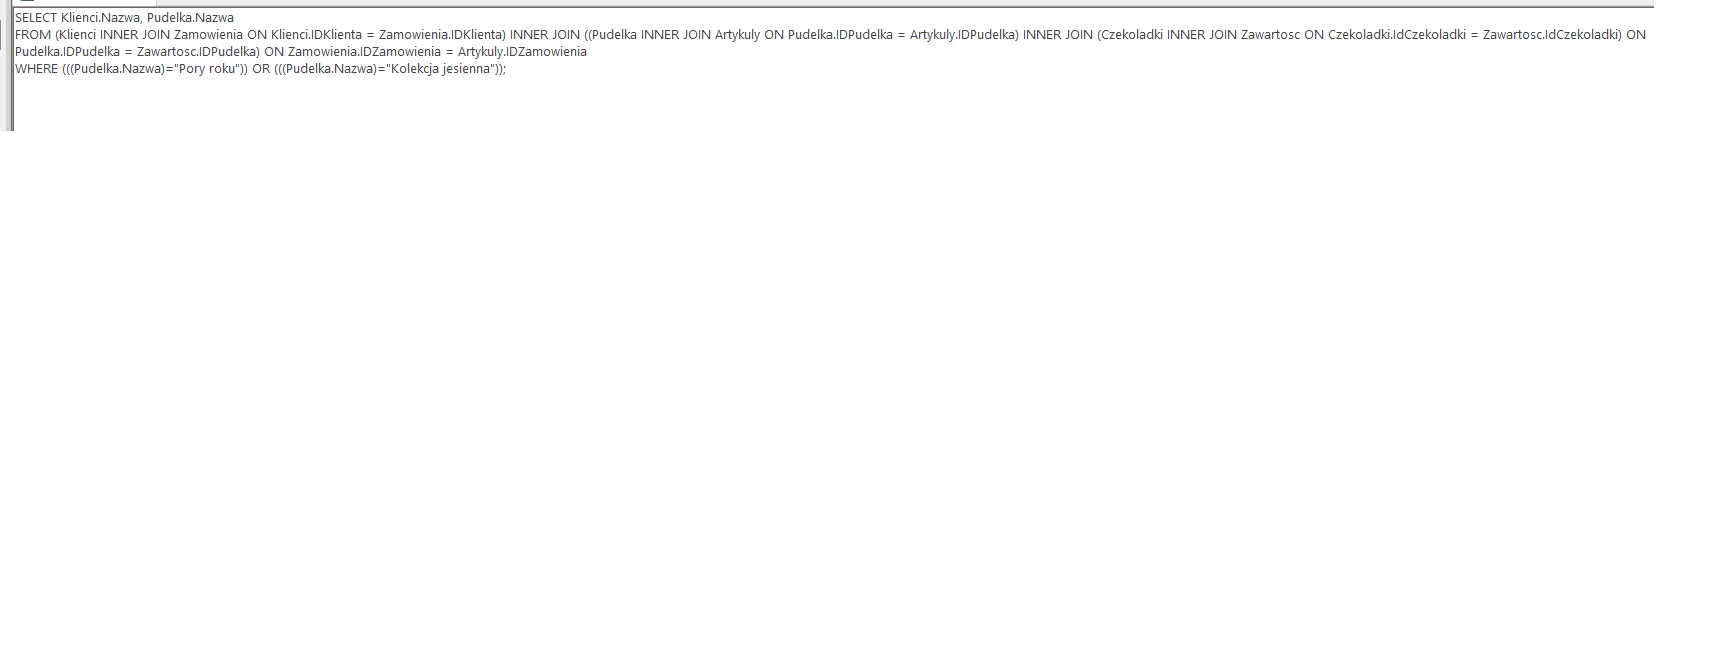 SELECT Klienci.Nazwa, Pudelka.Nazwa
FROM (Klienci INNER JOIN Zamowienia ON Klienci.IDKlienta = Zamowienia.IDKlienta) INNER JOIN ((Pudelka INNER JOIN Artykuly ON Pudelka.IDPudelka = Artykuly.IDPudelka) INNER JOIN (Czekoladki INNER JOIN Zawartosc ON Czekoladki.IdCzekoladki = Zawartosc.IdCzekoladki) ON
Pudelka.IDPudelka = Zawartosc.IDPudelka) ON Zamowienia.IDZamowienia = Artykuly.IDZamowienia
WHERE (((Pudelka.Nazwa)="Pory roku")) OR (((Pudelka.Nazwa)="Kolekcja jesienna"));